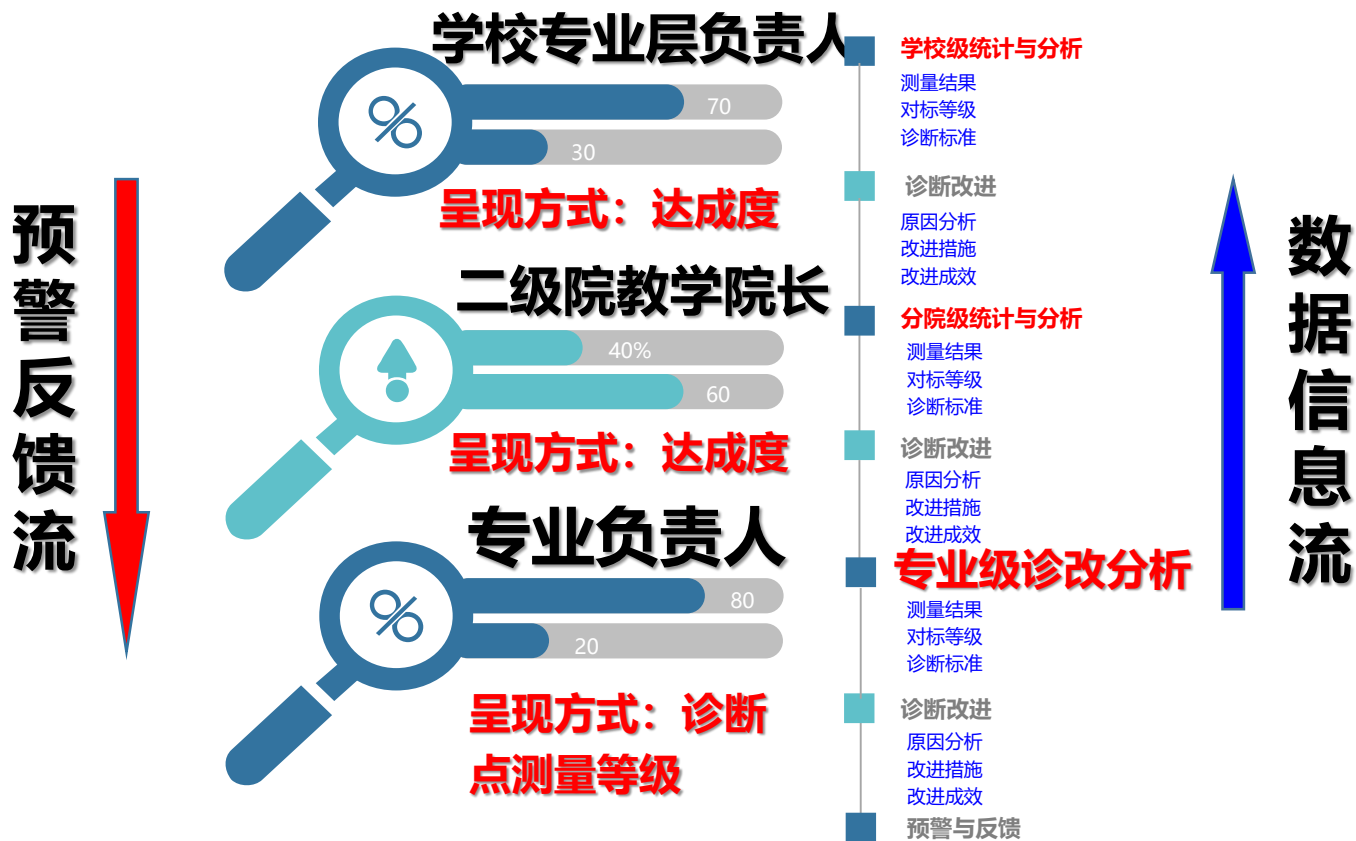 预警反馈流
学校专业层负责人
70
30
呈现方式：达成度
二级院教学院长
40%
60
呈现方式：达成度
专业负责人
80
20
呈现方式：诊断
点测量等级
学校级统计与分析
测量结果
对标等级
诊断标准
诊断改进
原因分析
改进措施
改进成效
分院级统计与分析
测量结果
对标等级
诊断标准
诊断改进
原因分析
改进措施
改进成效
专业级诊改分析
测量结果
对标等级
诊断标准
诊断改进
原因分析
改进措施
改进成效
预警与反馈
数据信息流